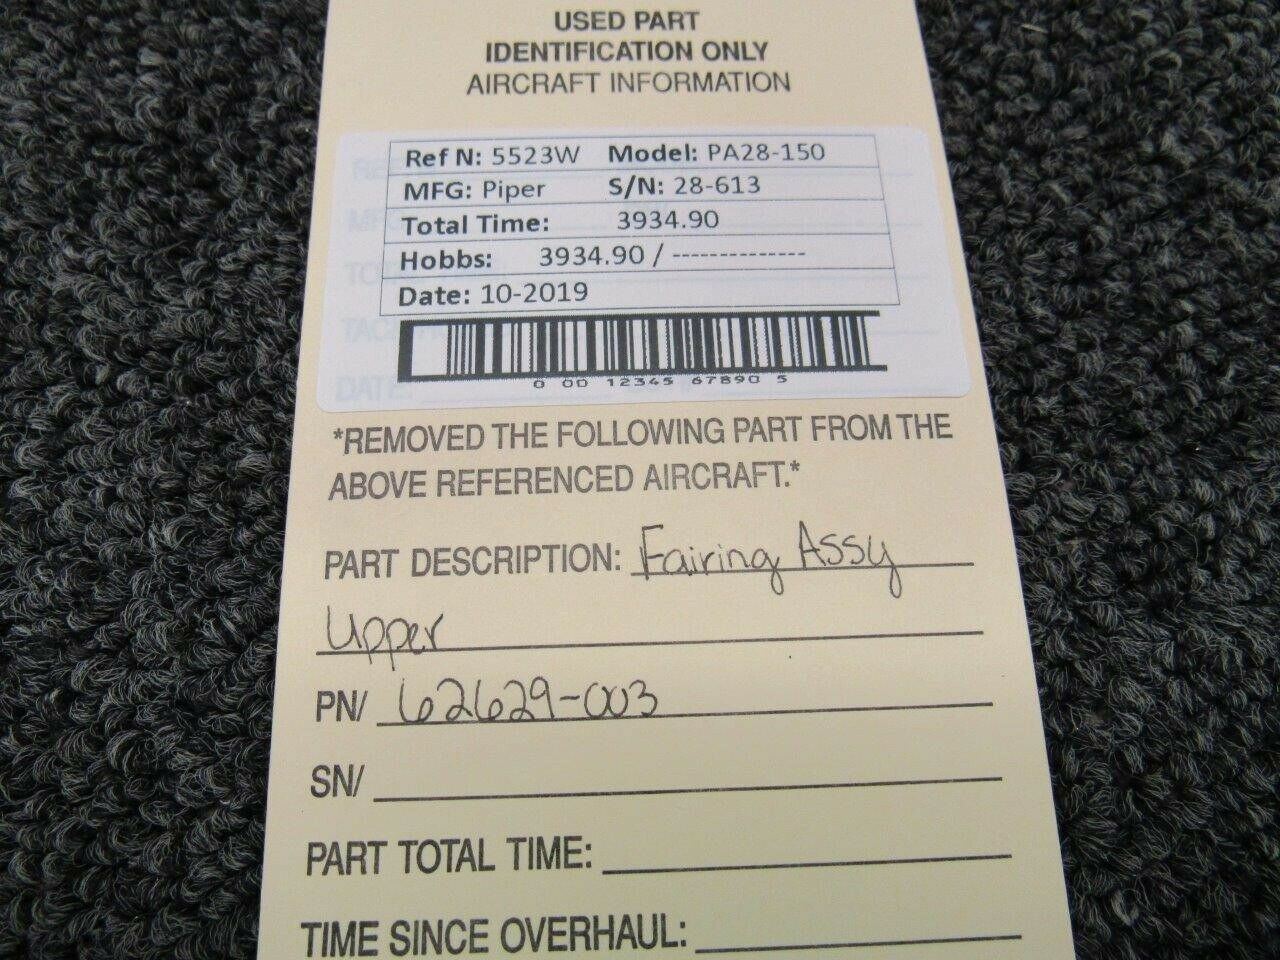 USED PART
IDENTIFICATION ONLY
AIRCRAFT INFORMATION
Ref N: 5523W Model: PA28-150
MFG: Piper S/N: 28-613
Total Time: 3934.90
Hobbs: 3934.90 / --------------
Date: 10-2019
0 00 12345 67890 5
DATE:
*REMOVED THE FOLLOWING PART FROM THE
ABOVE REFERENCED AIRCRAFT.*
PART DESCRIPTION: Fairing Assy
Upper
PN/ 62629-003
SN/
PART TOTAL TIME:
TIME SINCE OVERHAUL: